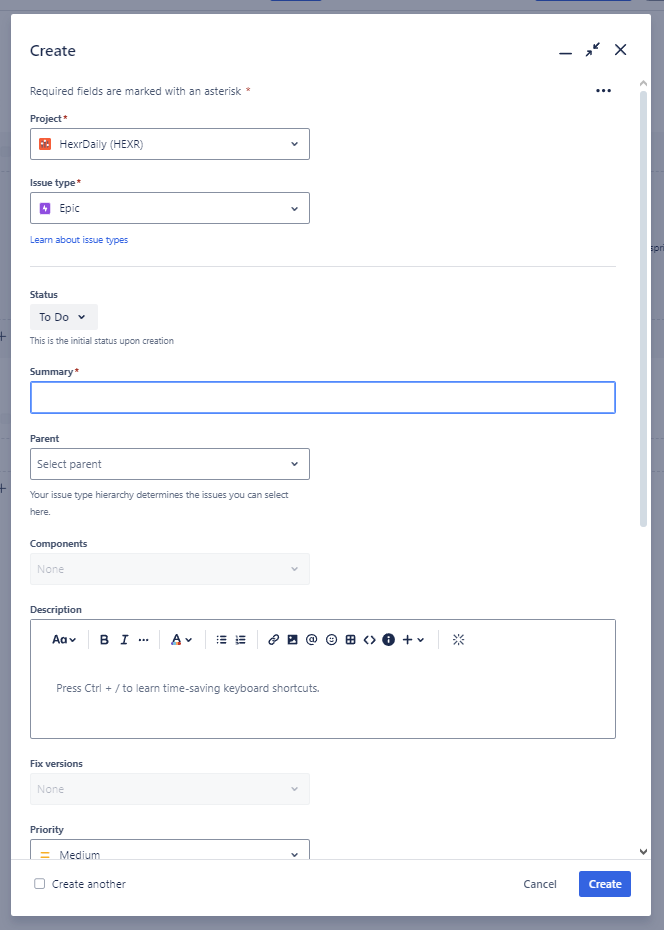 Create
Required fields are marked with an asterisk *
Project*
HexrDaily (HEXR)
Issue type*
Epic
Learn about issue types
Status
To Do
This is the initial status upon creation
Summary*
Parent
Select parent
Your issue type hierarchy determines the issues you can select
here.
Components
None
Description
Aa B I ... A @ <> i +
Press Ctrl + / to learn time-saving keyboard shortcuts.
Fix versions
None
Priority
Medium
Create another
Cancel
Create